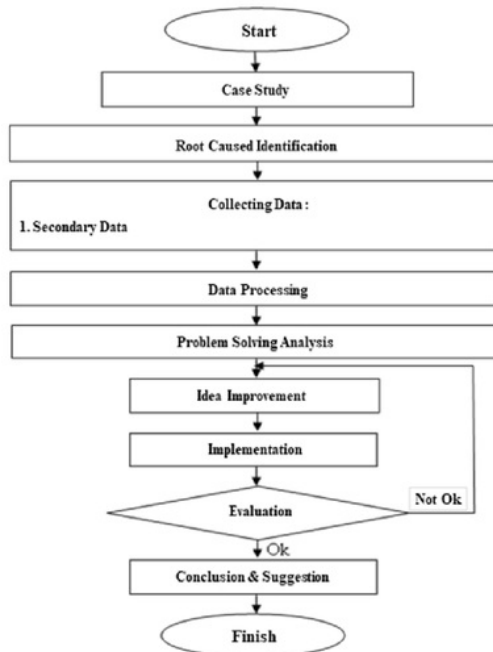 Start
Case Study
Root Caused Identification
Collecting Data :
1. Secondary Data
Data Processing
Problem Solving Analysis
Idea Improvement
Implementation
Evaluation
Not Ok
Ok
Conclusion & Suggestion
Finish